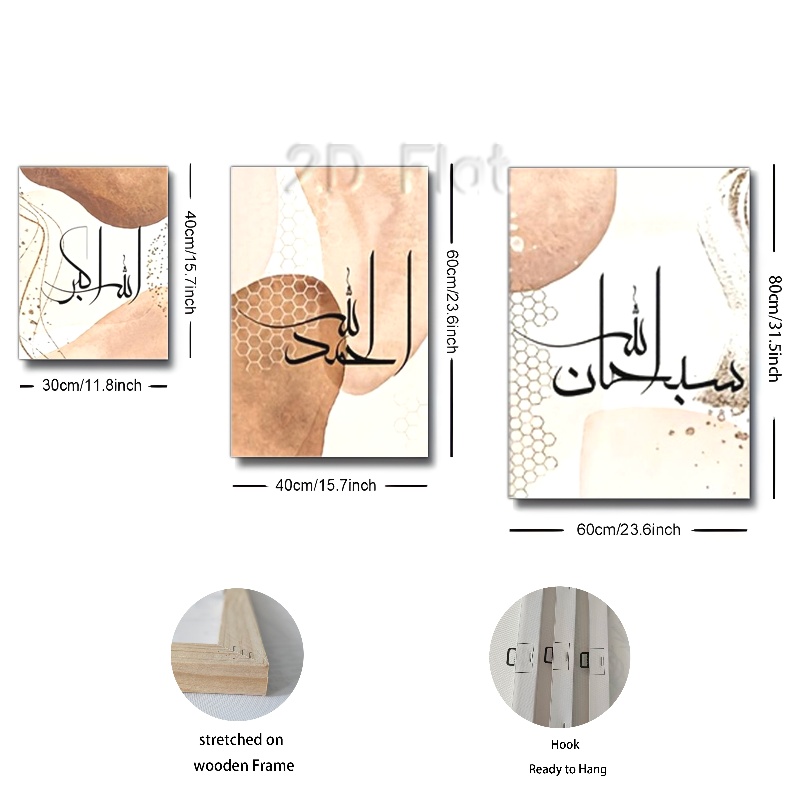 2D Flat
الله اكبر
40cm/15.7inch
30cm/11.8inch
الحمد لله
60cm/23.6inch
40cm/15.7inch
سبحان الله
80cm/31.5inch
60cm/23.6inch
stretched on
wooden Frame
Hook
Ready to Hang